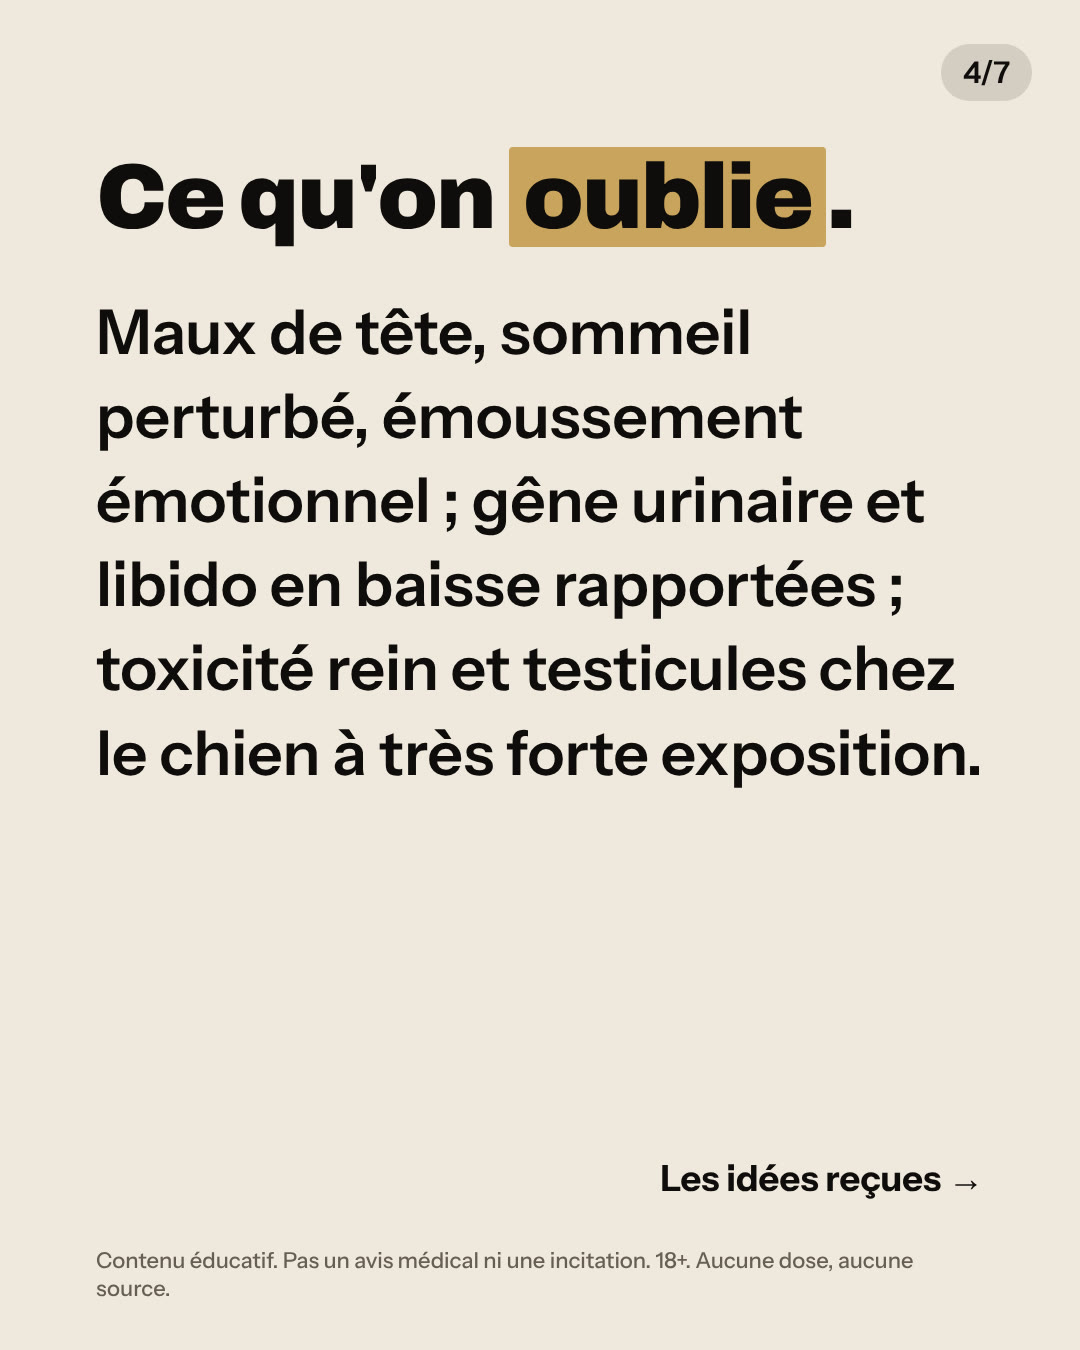 4/7
Ce qu'on oublie.
Maux de tête, sommeil
perturbé, émoussement
émotionnel ; gêne urinaire et
libido en baisse rapportées ;
toxicité rein et testicules chez
le chien à très forte exposition.
Les idées reçues →
Contenu éducatif. Pas un avis médical ni une incitation. 18+. Aucune dose, aucune
source.